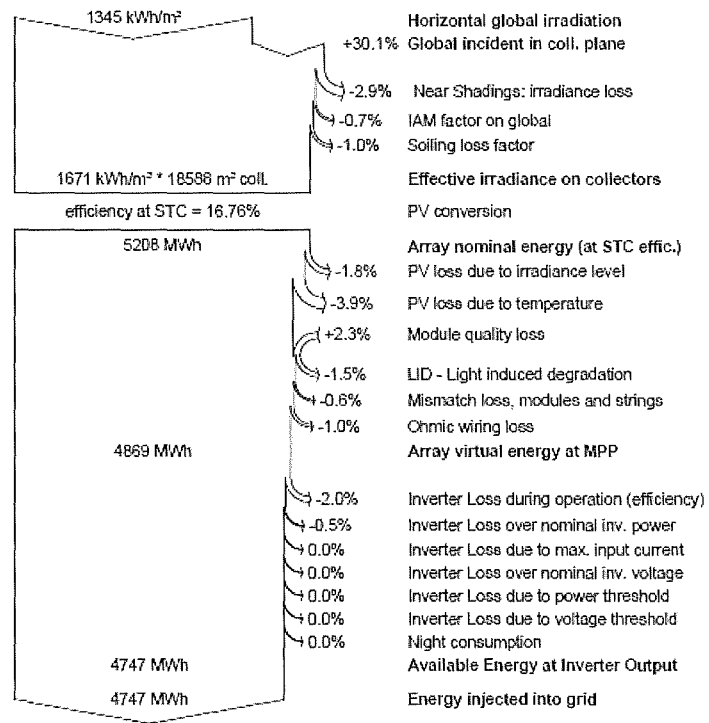 1345 kWh/m² Horizontal global irradiation
+30.1% Global incident in coll. plane
-2.9% Near Shadings: irradiance loss
-0.7% IAM factor on global
-1.0% Soiling loss factor
1671 kWh/m² * 18588 m² coll. Effective irradiance on collectors
efficiency at STC = 16.76% PV conversion
5208 MWh Array nominal energy (at STC effic.)
-1.8% PV loss due to irradiance level
-3.9% PV loss due to temperature
+2.3% Module quality loss
-1.5% LID - Light induced degradation
-0.6% Mismatch loss, modules and strings
-1.0% Ohmic wiring loss
4869 MWh Array virtual energy at MPP
-2.0% Inverter Loss during operation (efficiency)
-0.5% Inverter Loss over nominal inv. power
0.0% Inverter Loss due to max. input current
0.0% Inverter Loss over nominal inv. voltage
0.0% Inverter Loss due to power threshold
0.0% Inverter Loss due to voltage threshold
0.0% Night consumption
4747 MWh Available Energy at Inverter Output
4747 MWh Energy injected into grid